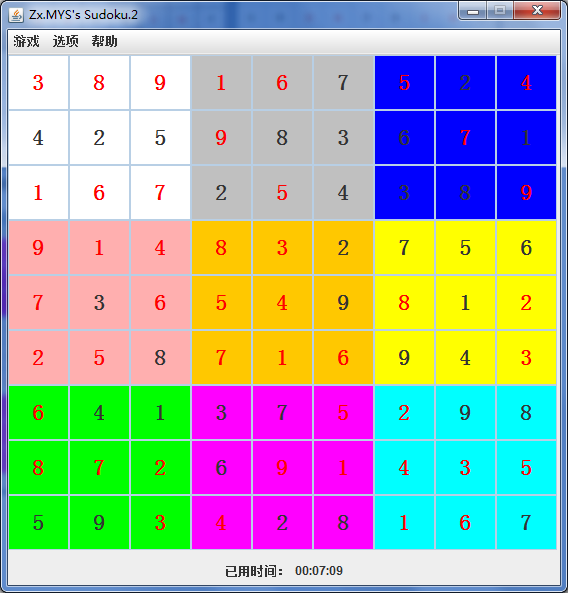 Zx.MYS's Sudoku.2
游戏 选项 帮助
3 8 9 1 6 7 5 2 4
4 2 5 9 8 3 6 7 1
1 6 7 2 5 4 3 8 9
9 1 4 8 3 2 7 5 6
7 3 6 5 4 9 8 1 2
2 5 8 7 1 6 9 4 3
6 4 1 3 7 5 2 9 8
8 7 2 6 9 1 4 3 5
5 9 3 4 2 8 1 6 7
已用时间： 00:07:09